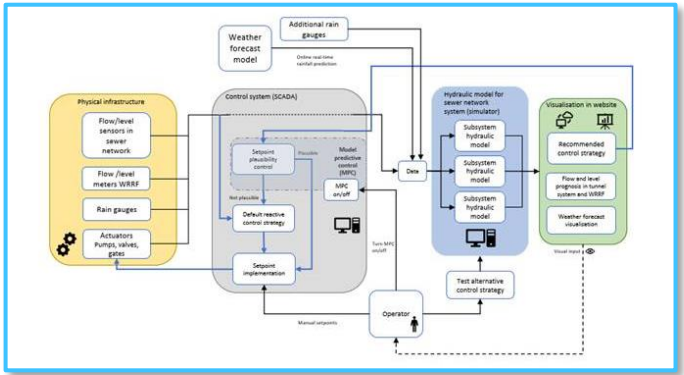 Weather
forecast
model
Additional rain
gauges
Online real-time
rainfall prediction
Physical infrastructure
Flow/level
sensors in
sewer
network
Flow /level
meters WRRF
Rain gauges
Actuators
Pumps, valves,
gates
Control system (SCADA)
Setpoint
plausibility
control
Plausible
Model
predictive
control
(MPC)
MPC
on/off
Not plausible
Default reactive
control strategy
Setpoint
implementation
Turn MPC
on/off
Manual setpoints
Operator
Data
Hydraulic model for
sewer network
system (simulator)
Subsystem
hydraulic
model
Subsystem
hydraulic
model
Subsystem
hydraulic
model
Test alternative
control strategy
Visualisation in website
Recommended
control strategy
Flow and level
prognosis in tunnel
system and WRRF
Weather forecast
visualisation
Visual input